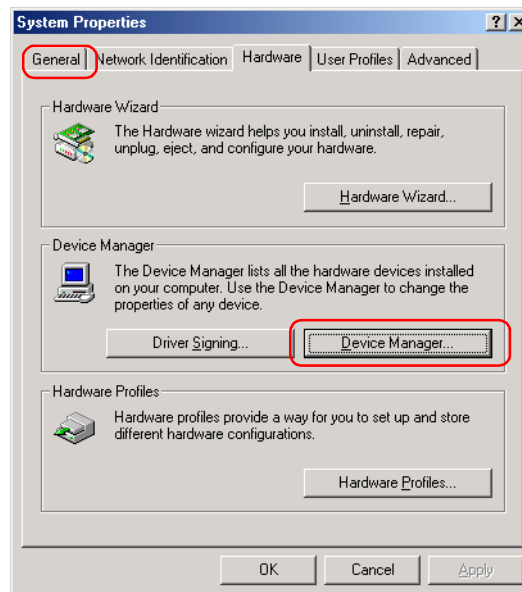 System Properties
General Network Identification Hardware User Profiles Advanced
Hardware Wizard
The Hardware wizard helps you install, uninstall, repair,
unplug, eject, and configure your hardware.
Hardware Wizard...
Device Manager
The Device Manager lists all the hardware devices installed
on your computer. Use the Device Manager to change the
properties of any device.
Driver Signing... Device Manager...
Hardware Profiles
Hardware profiles provide a way for you to set up and store
different hardware configurations.
Hardware Profiles...
OK Cancel Apply